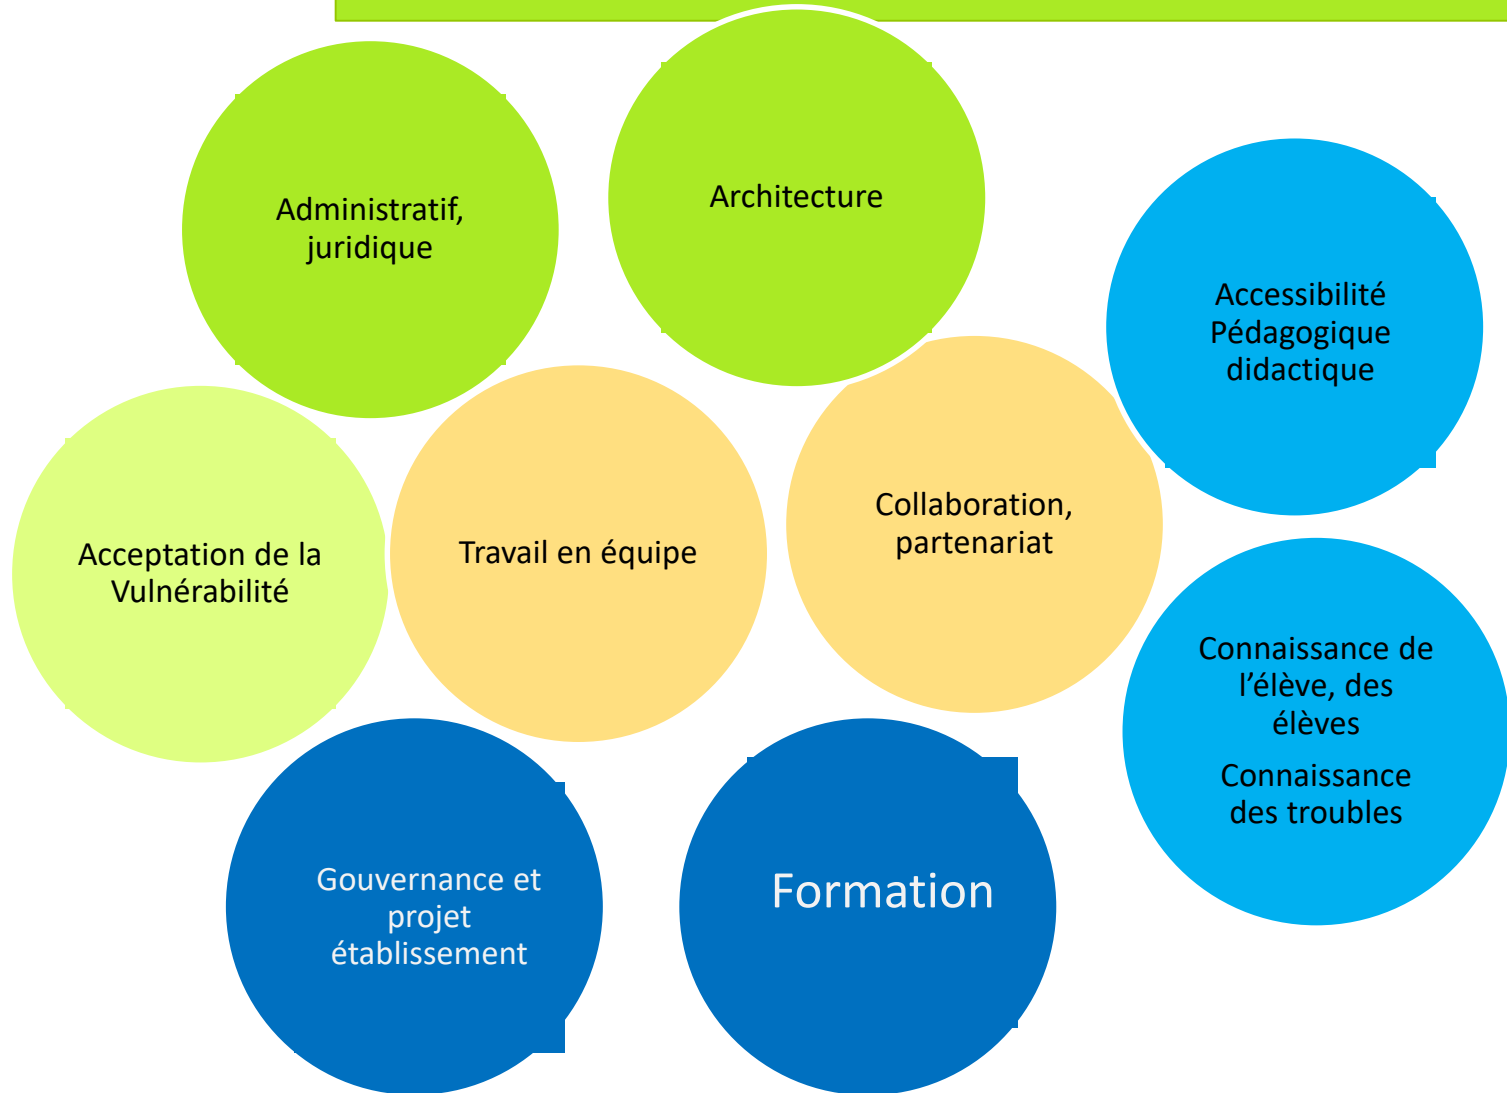 Administratif,
juridique
Architecture
Accessibilité
Pédagogique
didactique
Acceptation de la
Vulnérabilité
Travail en équipe
Collaboration,
partenariat
Connaissance de
l’élève, des
élèves
Connaissance
des troubles
Gouvernance et
projet
établissement
Formation